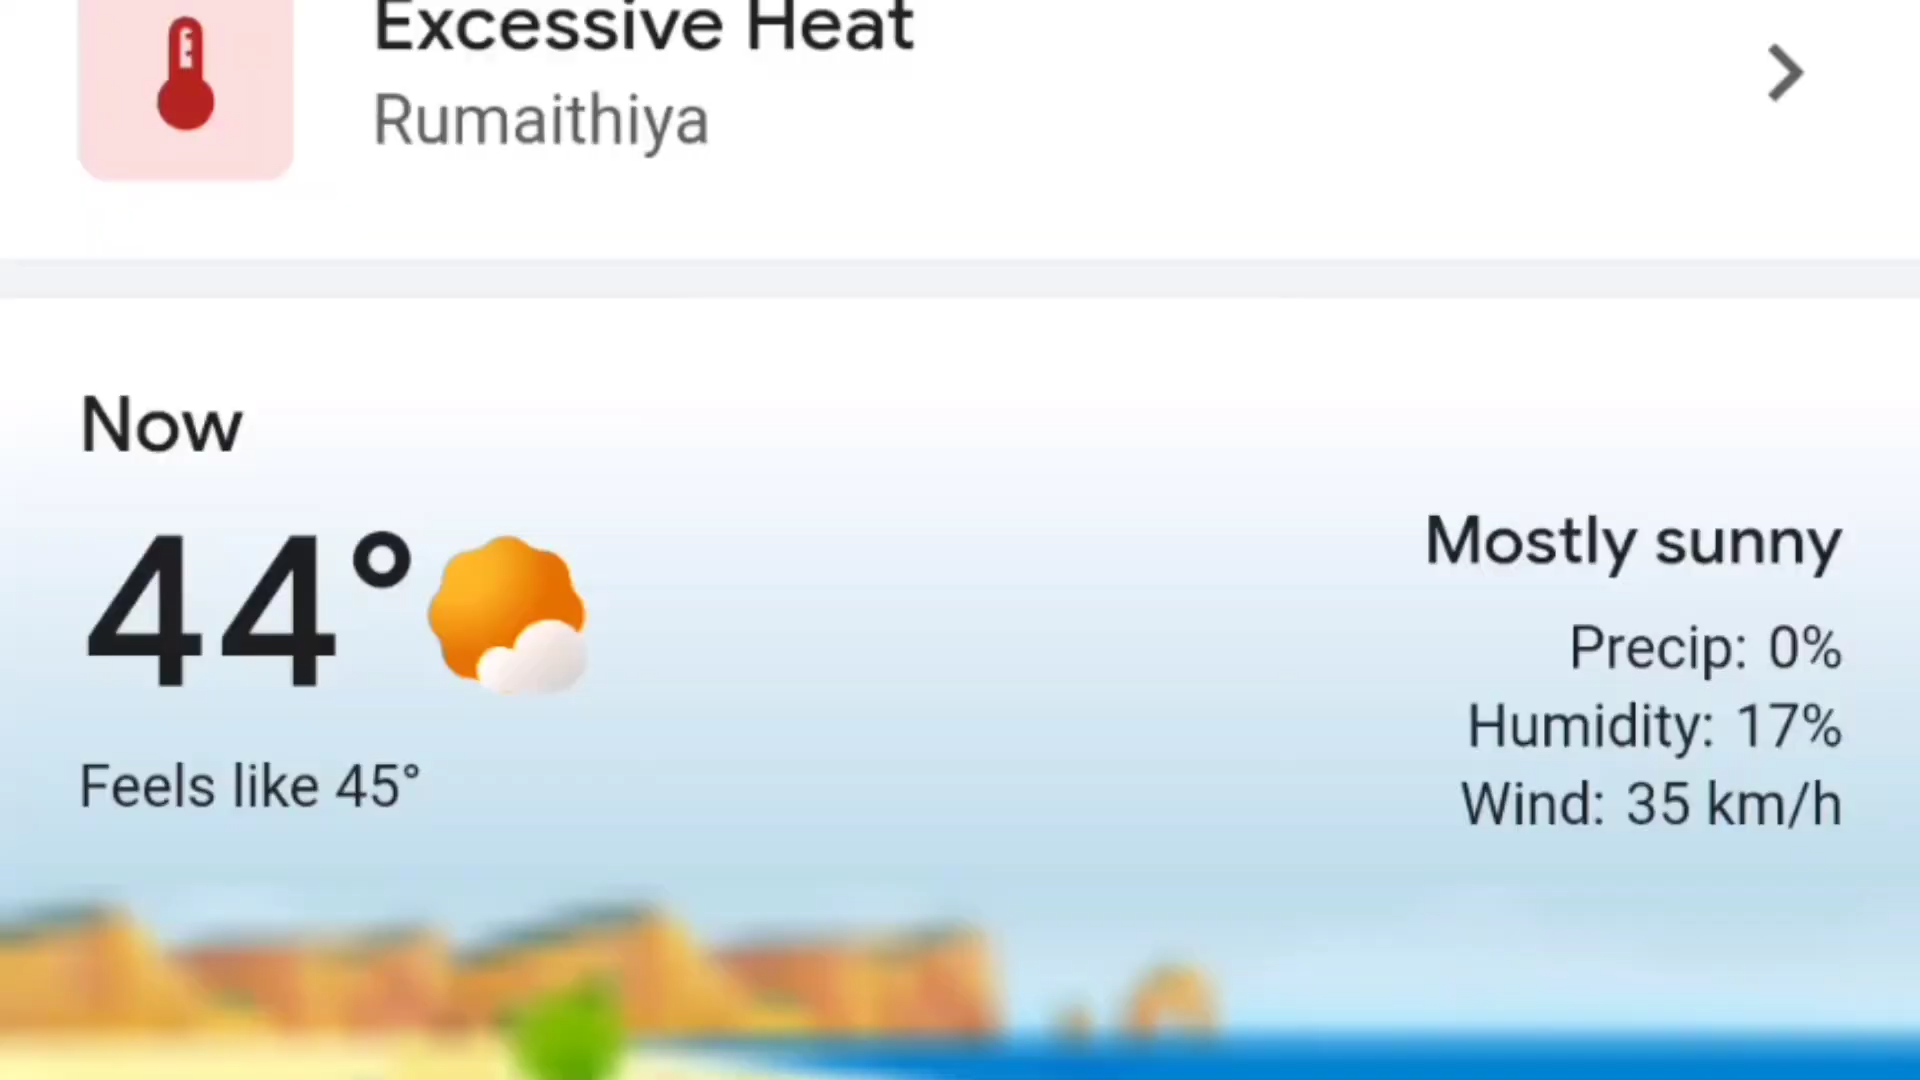 Excessive Heat
Rumaithiya
Now
44°
Feels like 45°
Mostly sunny
Precip: 0%
Humidity: 17%
Wind: 35 km/h